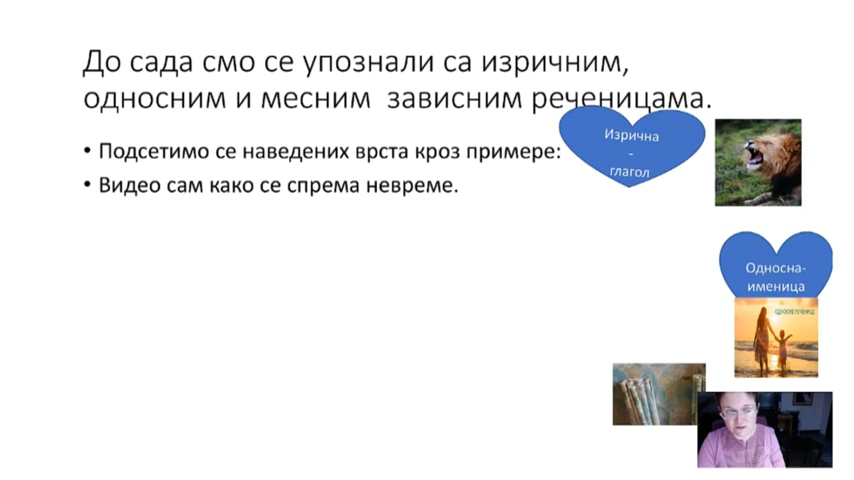 До сада смо се упознали са изричним,
односним и месним зависним реченицама.
• Подсетимо се наведених врста кроз примере:
• Видео сам како се спрема невреме.
Изрична
-
глагол
Односна-
именица